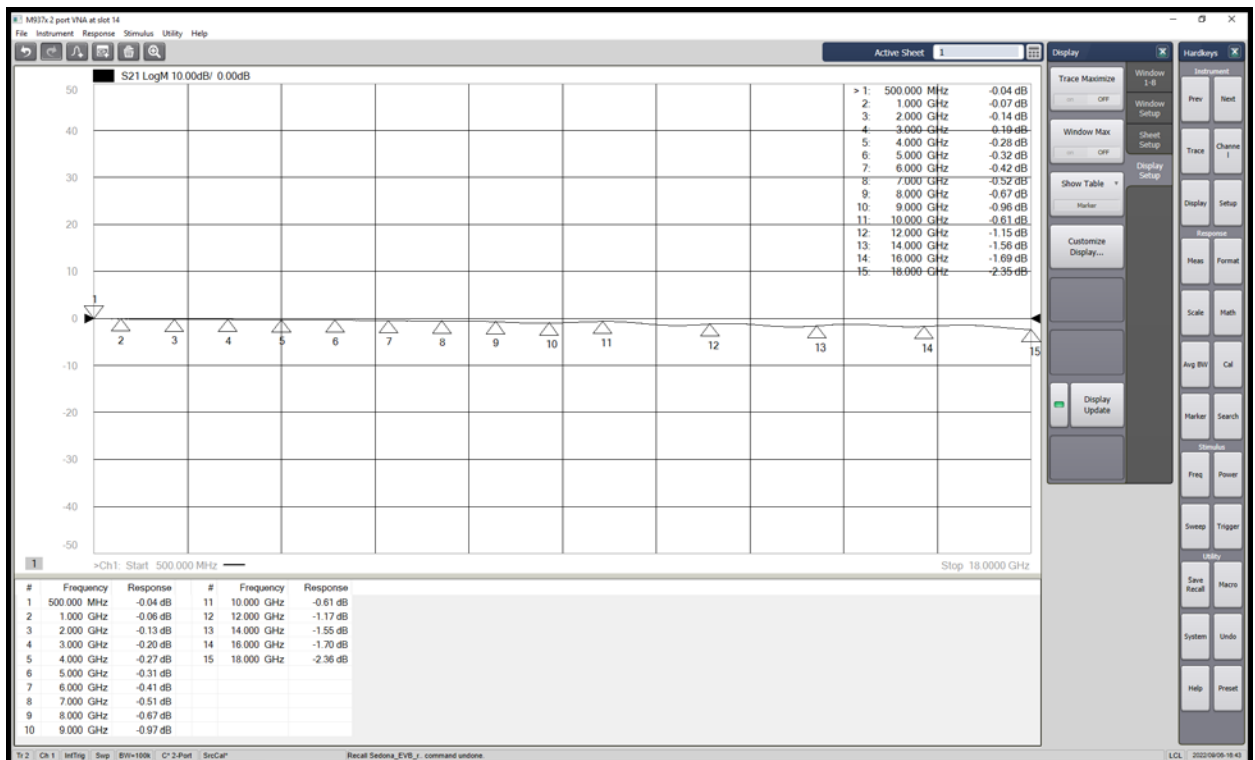 M937x 2 port VNA at slot 14
File Instrument Response Stimulus Utility Help
Active Sheet 1
S21 LogM 10.00dB/ 0.00dB
50
40
30
20
10
0
-10
-20
-30
-40
-50
> 1: 500.000 MHz -0.04 dB
2: 1.000 GHz -0.07 dB
3: 2.000 GHz -0.14 dB
4: 3.000 GHz -0.19 dB
5: 4.000 GHz -0.28 dB
6: 5.000 GHz -0.32 dB
7: 6.000 GHz -0.42 dB
8: 7.000 GHz -0.52 dB
9: 8.000 GHz -0.67 dB
10: 9.000 GHz -0.96 dB
11: 10.000 GHz -0.61 dB
12: 12.000 GHz -1.15 dB
13: 14.000 GHz -1.56 dB
14: 16.000 GHz -1.69 dB
15: 18.000 GHz -2.35 dB
1
2 3 4 5 6 7 8 9 10 11 12 13 14 15
1 >Ch1: Start 500.000 MHz Stop 18.0000 GHz
# Frequency Response # Frequency Response
1 500.000 MHz -0.04 dB 11 10.000 GHz -0.61 dB
2 1.000 GHz -0.06 dB 12 12.000 GHz -1.17 dB
3 2.000 GHz -0.13 dB 13 14.000 GHz -1.55 dB
4 3.000 GHz -0.20 dB 14 16.000 GHz -1.70 dB
5 4.000 GHz -0.27 dB 15 18.000 GHz -2.36 dB
6 5.000 GHz -0.31 dB
7 6.000 GHz -0.41 dB
8 7.000 GHz -0.51 dB
9 8.000 GHz -0.67 dB
10 9.000 GHz -0.97 dB
Tr 2 Ch 1 IntTrig Swp BW=100k C* 2-Port SrcCal* Recall Sedona_EVB_r.. command undone. LCL 2022/09/06-16:43
Display
Trace Maximize
on OFF
Window Max
on OFF
Show Table
Marker
Customize
Display...
Display
Update
Window
1-8
Window
Setup
Sheet
Setup
Display
Setup
Hardkeys
Instrument
Prev Next
Trace Channe
l
Display Setup
Response
Meas Format
Scale Math
Avg BW Cal
Marker Search
Stimulus
Freq Power
Sweep Trigger
Utility
Save
Recall Macro
System Undo
Help Preset